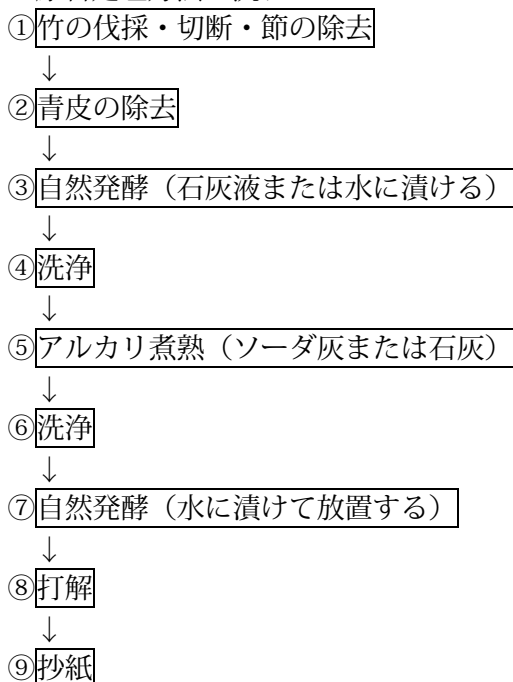 ①竹の伐採・切断・節の除去
↓
②青皮の除去
↓
③自然発酵（石灰液または水に漬ける）
↓
④洗浄
↓
⑤アルカリ煮熟（ソーダ灰または石灰）
↓
⑥洗浄
↓
⑦自然発酵（水に漬けて放置する）
↓
⑧打解
↓
⑨抄紙